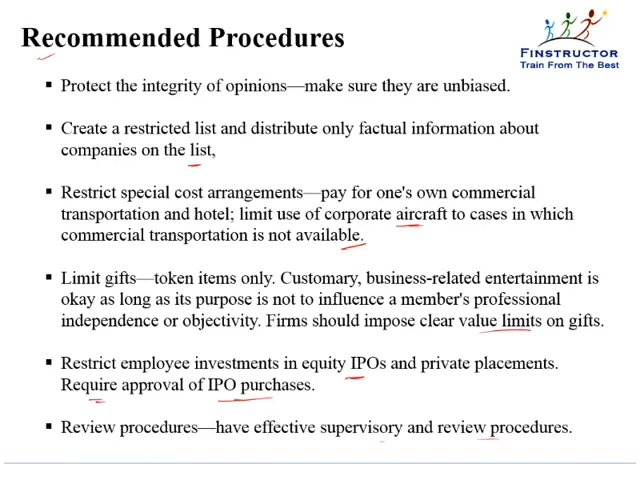 Recommended Procedures
FINSTRUCTOR
Train From The Best
▪ Protect the integrity of opinions—make sure they are unbiased.
▪ Create a restricted list and distribute only factual information about
companies on the list,
▪ Restrict special cost arrangements—pay for one's own commercial
transportation and hotel; limit use of corporate aircraft to cases in which
commercial transportation is not available.
▪ Limit gifts—token items only. Customary, business-related entertainment is
okay as long as its purpose is not to influence a member's professional
independence or objectivity. Firms should impose clear value limits on gifts.
▪ Restrict employee investments in equity IPOs and private placements.
Require approval of IPO purchases.
▪ Review procedures—have effective supervisory and review procedures.